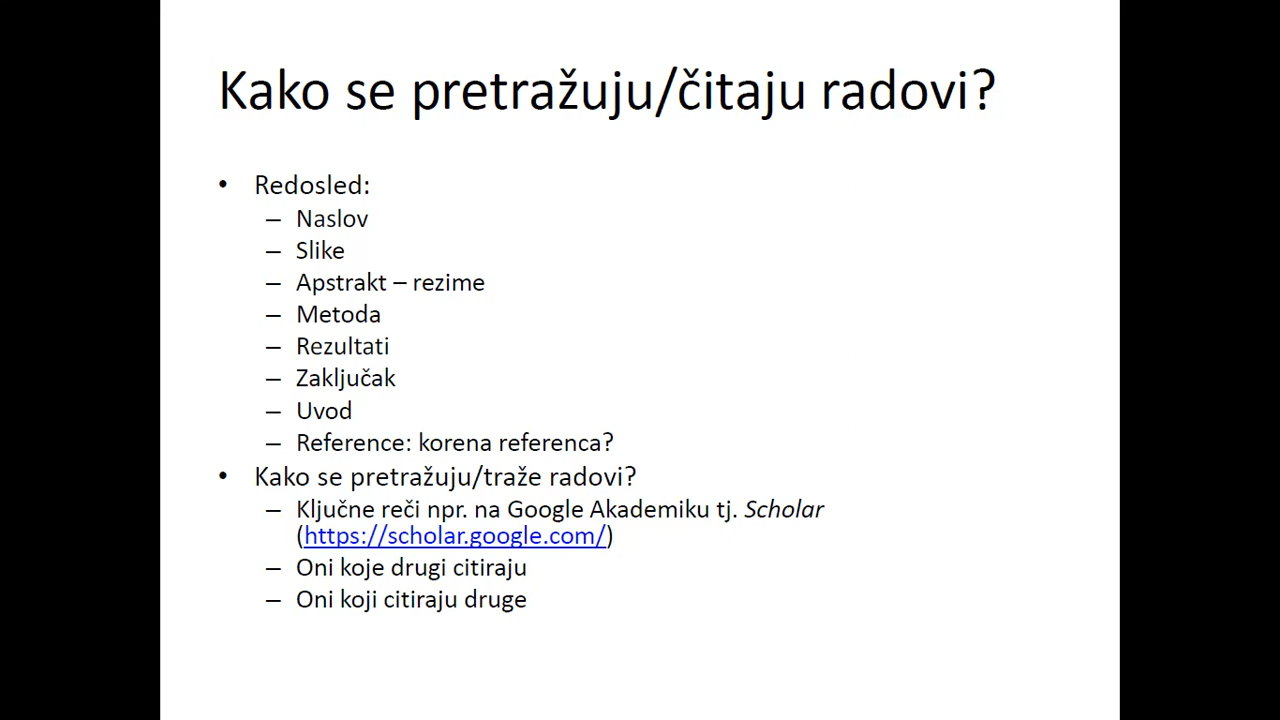 Kako se pretražuju/čitaju radovi?
• Redosled:
– Naslov
– Slike
– Apstrakt – rezime
– Metoda
– Rezultati
– Zaključak
– Uvod
– Reference: korena referenca?
• Kako se pretražuju/traže radovi?
– Ključne reči npr. na Google Akademiku tj. Scholar
(https://scholar.google.com/)
– Oni koje drugi citiraju
– Oni koji citiraju druge